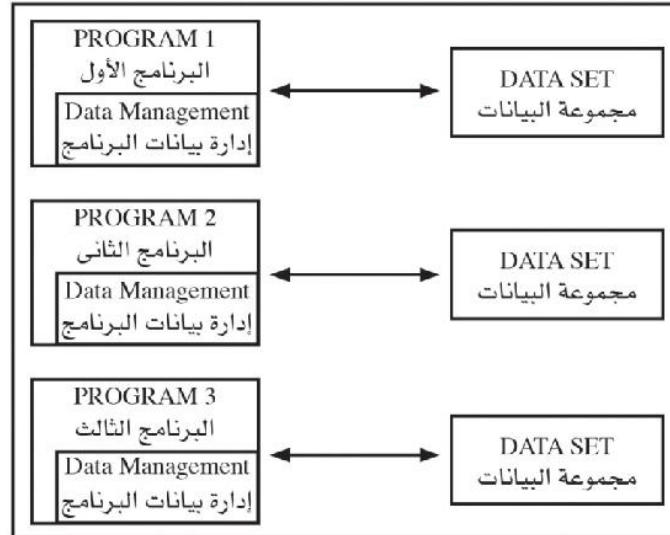 PROGRAM 1
البرنامج الأول
Data Management
إدارة بيانات البرنامج
DATA SET
مجموعة البيانات
PROGRAM 2
البرنامج الثانى
Data Management
إدارة بيانات البرنامج
DATA SET
مجموعة البيانات
PROGRAM 3
البرنامج الثالث
Data Management
إدارة بيانات البرنامج
DATA SET
مجموعة البيانات